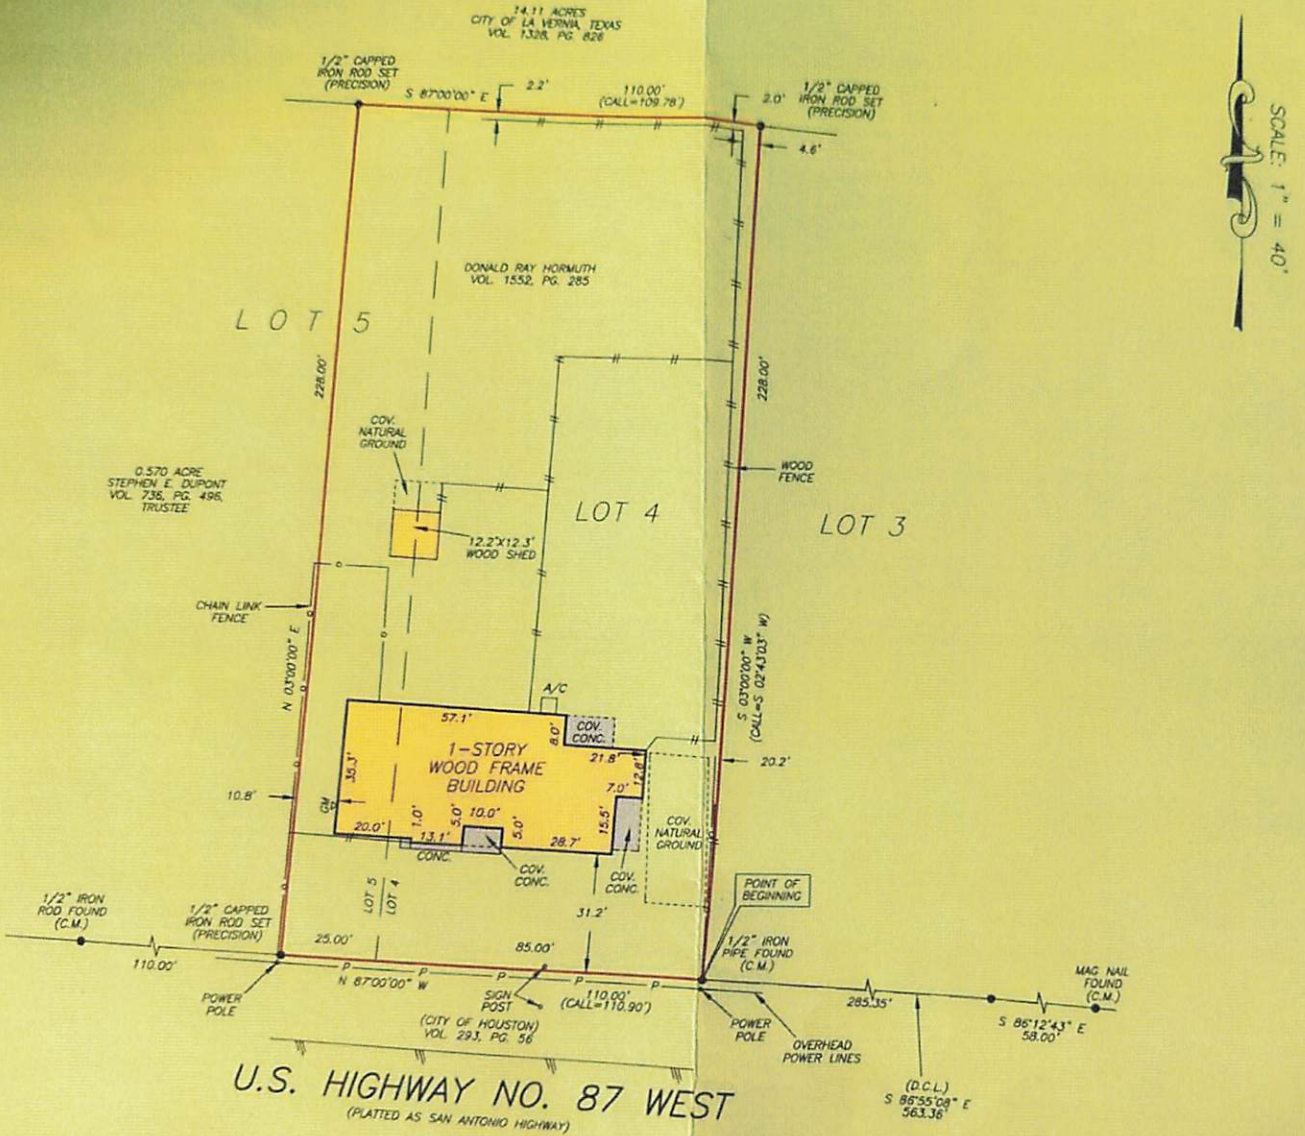 14.11 ACRES
CITY OF LA VERNIA, TEXAS
VOL. 1328, PG. 826
1/2" CAPPED
IRON ROD SET
(PRECISION)
S 87°00'00" E
2.2'
110.00'
(CALL=109.78')
2.0'
1/2" CAPPED
IRON ROD SET
(PRECISION)
4.6'
SCALE: 1" = 40'
DONALD RAY HORMUTH
VOL. 1552, PG. 285
LOT 5
228.00'
228.00'
COV.
NATURAL
GROUND
0.570 ACRE
STEPHEN E. DUPONT
VOL. 736, PG. 496,
TRUSTEE
WOOD
FENCE
LOT 4
LOT 3
12.2'X12.3'
WOOD SHED
CHAIN LINK
FENCE
N 03°00'00" E
S 03°00'00" W
(CALL=S 02°43'03" W)
A/C
57.1'
8.0'
COV.
CONC.
1-STORY
WOOD FRAME
BUILDING
21.8'
12.8'
20.2'
35.3'
7.0'
10.8'
GM
20.0'
1.0'
13.1'
5.0'
10.0'
5.0'
28.7'
15.5'
COV.
NATURAL
GROUND
CONC.
COV.
CONC.
COV.
CONC.
LOT 5
LOT 4
31.2'
POINT OF
BEGINNING
1/2" IRON
ROD FOUND
(C.M.)
1/2" CAPPED
IRON ROD SET
(PRECISION)
25.00'
85.00'
1/2" IRON
PIPE FOUND
(C.M.)
110.00'
P P P P P
N 87°00'00" W
110.00'
(CALL=110.90')
SIGN
POST
POWER
POLE
285.35'
MAG NAIL
FOUND
(C.M.)
S 86°12'43" E
58.00'
(CITY OF HOUSTON)
VOL. 293, PG. 56
POWER
POLE
OVERHEAD
POWER LINES
(D.C.L.)
S 86°55'08" E
563.36'
U.S. HIGHWAY NO. 87 WEST
(PLATTED AS SAN ANTONIO HIGHWAY)